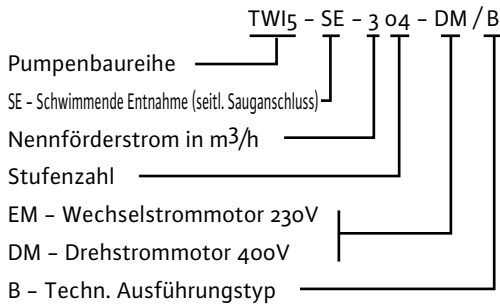 TWI5 - SE - 3 04 - DM / B
Pumpenbaureihe
SE - Schwimmende Entnahme (seitl. Sauganschluss)
Nennförderstrom in m³/h
Stufenzahl
EM – Wechselstrommotor 230V
DM – Drehstrommotor 400V
B – Techn. Ausführungstyp